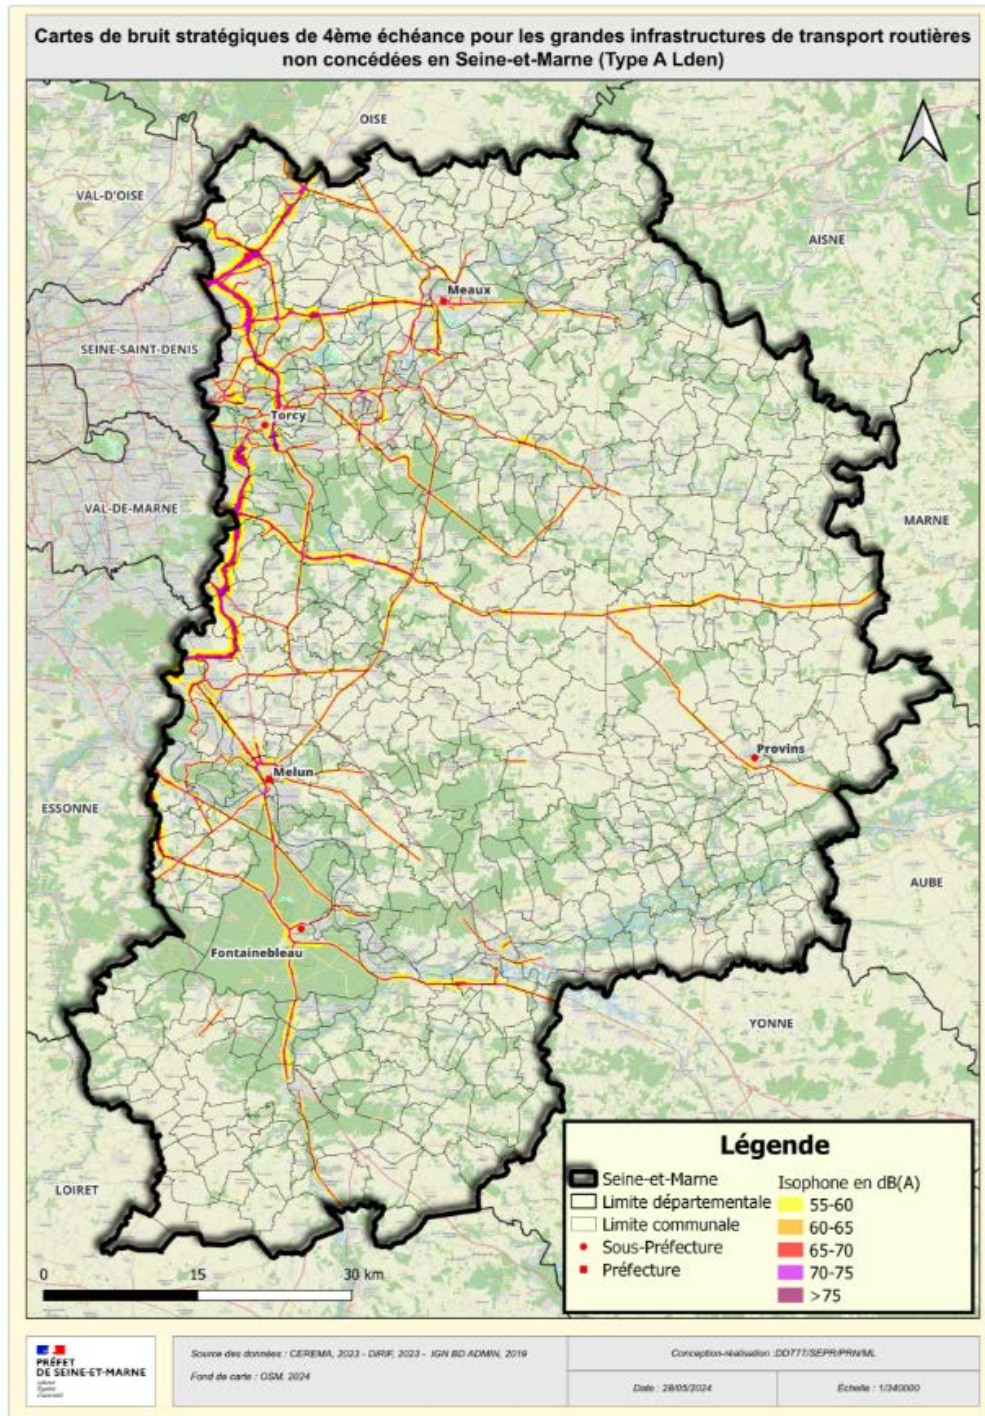 Cartes de bruit stratégiques de 4ème échéance pour les grandes infrastructures de transport routières
non concédées en Seine-et-Marne (Type A Lden)
OISE
VAL-D'OISE
AISNE
Meaux
SEINE-SAINT-DENIS
Torcy
VAL-DE-MARNE
MARNE
Provins
Melun
ESSONNE
AUBE
Fontainebleau
YONNE
LOIRET
Légende
Seine-et-Marne
Limite départementale
Limite communale
Sous-Préfecture
Préfecture
Isophone en dB(A)
55-60
60-65
65-70
70-75
>75
0 15 30 km
PRÉFET
DE SEINE-ET-MARNE
Source des données : CEREMA, 2023 - DIRIF, 2023 - IGN BD ADMIN, 2019
Fond de carte : OSM, 2024
Conception-réalisation :DDT77/SEPR/PRN/ML
Date : 28/05/2024
Échelle : 1/340000